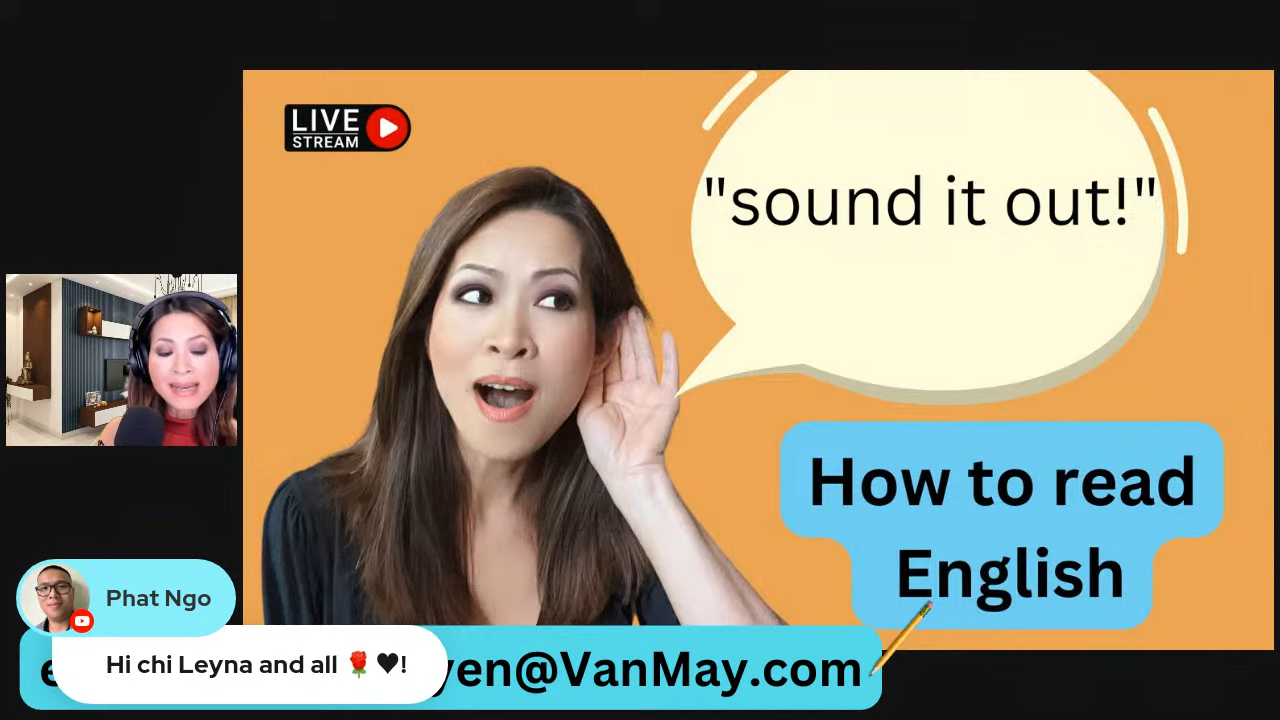 LIVE
STREAM
"sound it out!"
How to read
English
Phat Ngo
Hi chi Leyna and all 🌹♥!
yen@VanMay.com